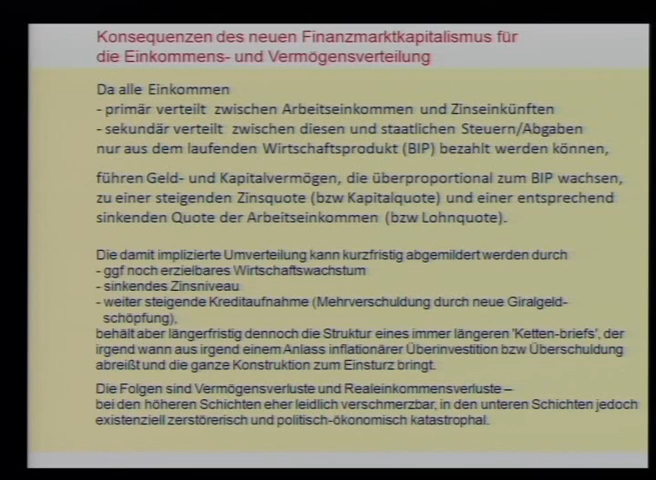 Konsequenzen des neuen Finanzmarktkapitalismus für
die Einkommens- und Vermögensverteilung
Da alle Einkommen
- primär verteilt zwischen Arbeitseinkommen und Zinseinkünften
- sekundär verteilt zwischen diesen und staatlichen Steuern/Abgaben
nur aus dem laufenden Wirtschaftsprodukt (BIP) bezahlt werden können,
führen Geld- und Kapitalvermögen, die überproportional zum BIP wachsen,
zu einer steigenden Zinsquote (bzw Kapitalquote) und einer entsprechend
sinkenden Quote der Arbeitseinkommen (bzw Lohnquote).
Die damit implizierte Umverteilung kann kurzfristig abgemildert werden durch
- ggf noch erzielbares Wirtschaftswachstum
- sinkendes Zinsniveau
- weiter steigende Kreditaufnahme (Mehrverschuldung durch neue Giralgeld-
schöpfung),
behält aber längerfristig dennoch die Struktur eines immer längeren 'Ketten-briefs', der
irgend wann aus irgend einem Anlass inflationärer Überinvestition bzw Überschuldung
abreißt und die ganze Konstruktion zum Einsturz bringt.
Die Folgen sind Vermögensverluste und Realeinkommensverluste –
bei den höheren Schichten eher leidlich verschmerzbar, in den unteren Schichten jedoch
existenziell zerstörerisch und politisch-ökonomisch katastrophal.